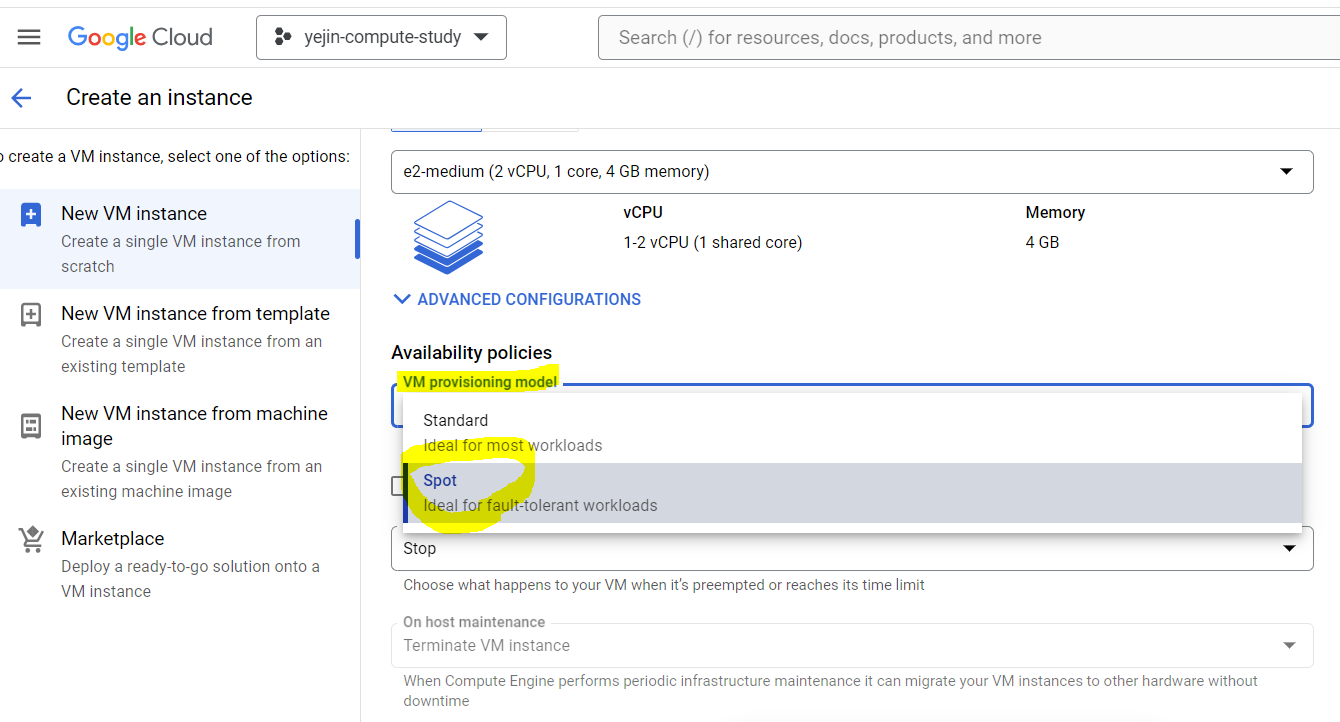 Google Cloud
yejin-compute-study
Search (/) for resources, docs, products, and more
Create an instance
o create a VM instance, select one of the options:
New VM instance
Create a single VM instance from
scratch
New VM instance from template
Create a single VM instance from an
existing template
New VM instance from machine
image
Create a single VM instance from an
existing machine image
Marketplace
Deploy a ready-to-go solution onto a
VM instance
e2-medium (2 vCPU, 1 core, 4 GB memory)
vCPU
Memory
1-2 vCPU (1 shared core)
4 GB
ADVANCED CONFIGURATIONS
Availability policies
VM provisioning model
Standard
Ideal for most workloads
Spot
Ideal for fault-tolerant workloads
Stop
Choose what happens to your VM when it's preempted or reaches its time limit
On host maintenance
Terminate VM instance
When Compute Engine performs periodic infrastructure maintenance it can migrate your VM instances to other hardware without
downtime